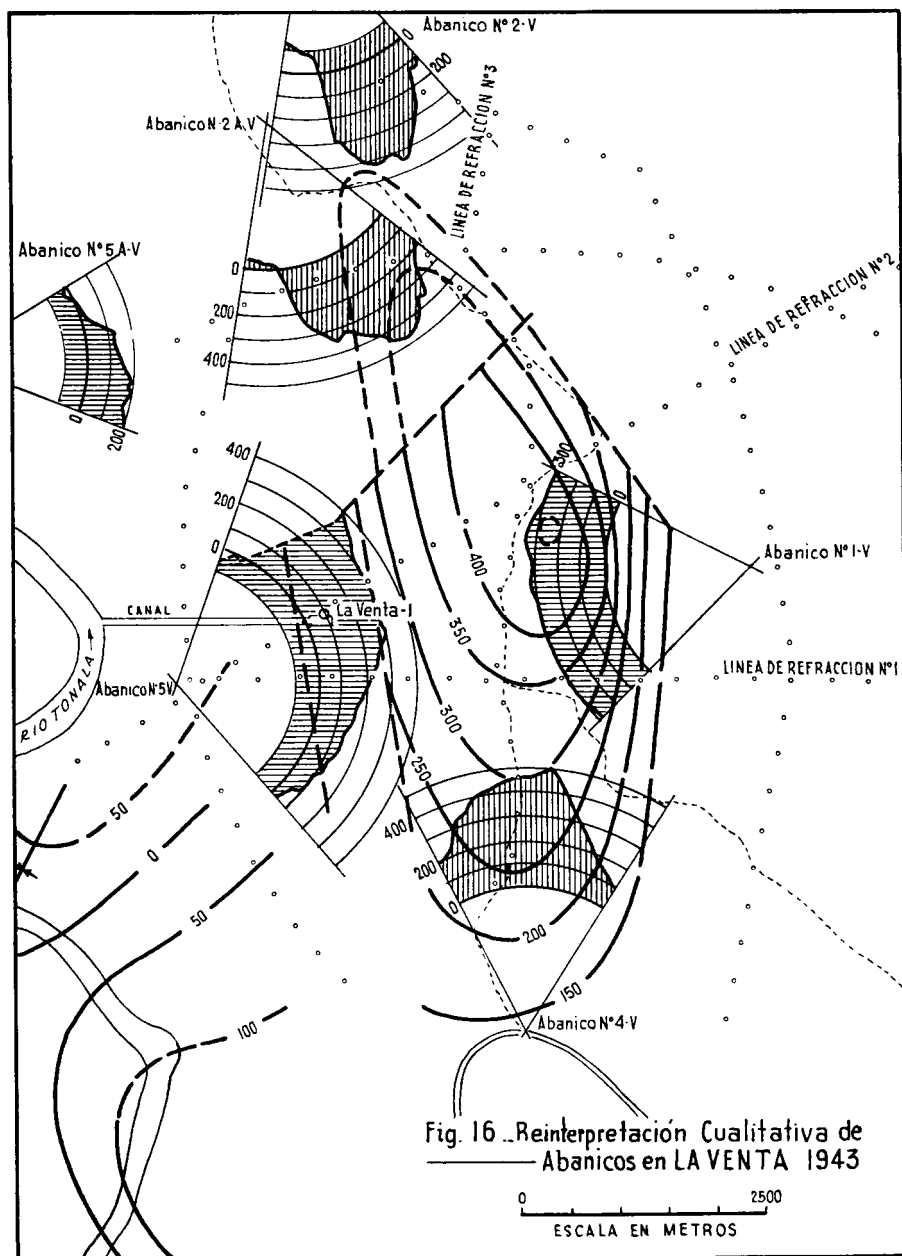 Abanico N° 2-V
0
200
LINEA DE REFRACCION N°3
Abanico N-2 A.V
Abanico N° 5 A-V
0
200
400
LINEA DE REFRACCION N°2
0
200
400
200
0
300
0
Abanico N° 1-V
400
CANAL
La Venta-1
350
RIO TONALA
Abanico N°5V
LINEA DE REFRACCION N°1
300
250
50
0
50
100
400
200
0
200
150
Abanico N°4-V
Fig. 16 _ Reinterpretación Cualitativa de
Abanicos en LA VENTA 1943
0 2500
ESCALA EN METROS